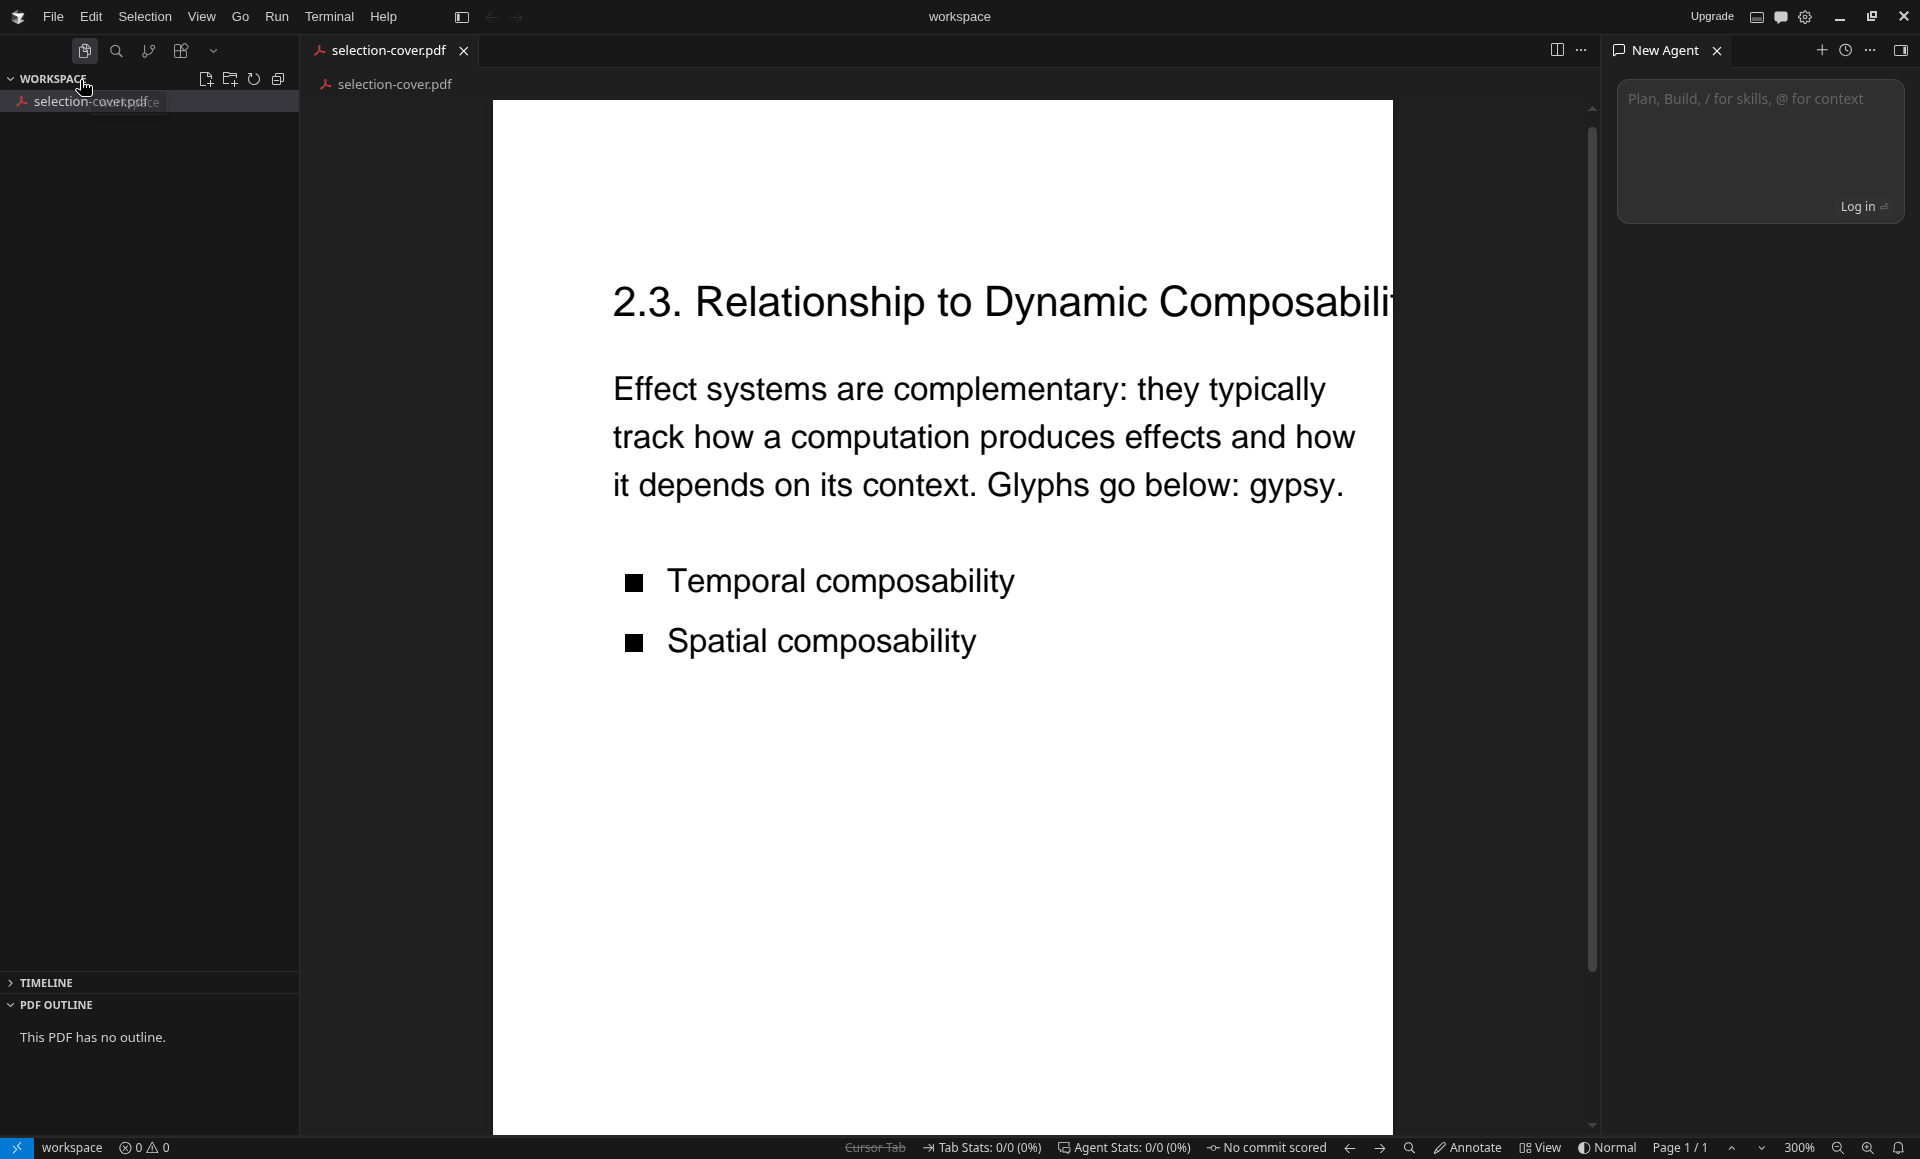 File Edit Selection View Go Run Terminal Help
workspace
Upgrade
WORKSPACE
selection-cover.pdf
selection-cover.pdf
selection-cover.pdf
New Agent
Plan, Build, / for skills, @ for context
Log in
2.3. Relationship to Dynamic Composabili
Effect systems are complementary: they typically
track how a computation produces effects and how
it depends on its context. Glyphs go below: gypsy.
■ Temporal composability
■ Spatial composability
TIMELINE
PDF OUTLINE
This PDF has no outline.
workspace 0 0 Cursor Tab Tab Stats: 0/0 (0%) Agent Stats: 0/0 (0%) No commit scored Annotate View Normal Page 1 / 1 300%